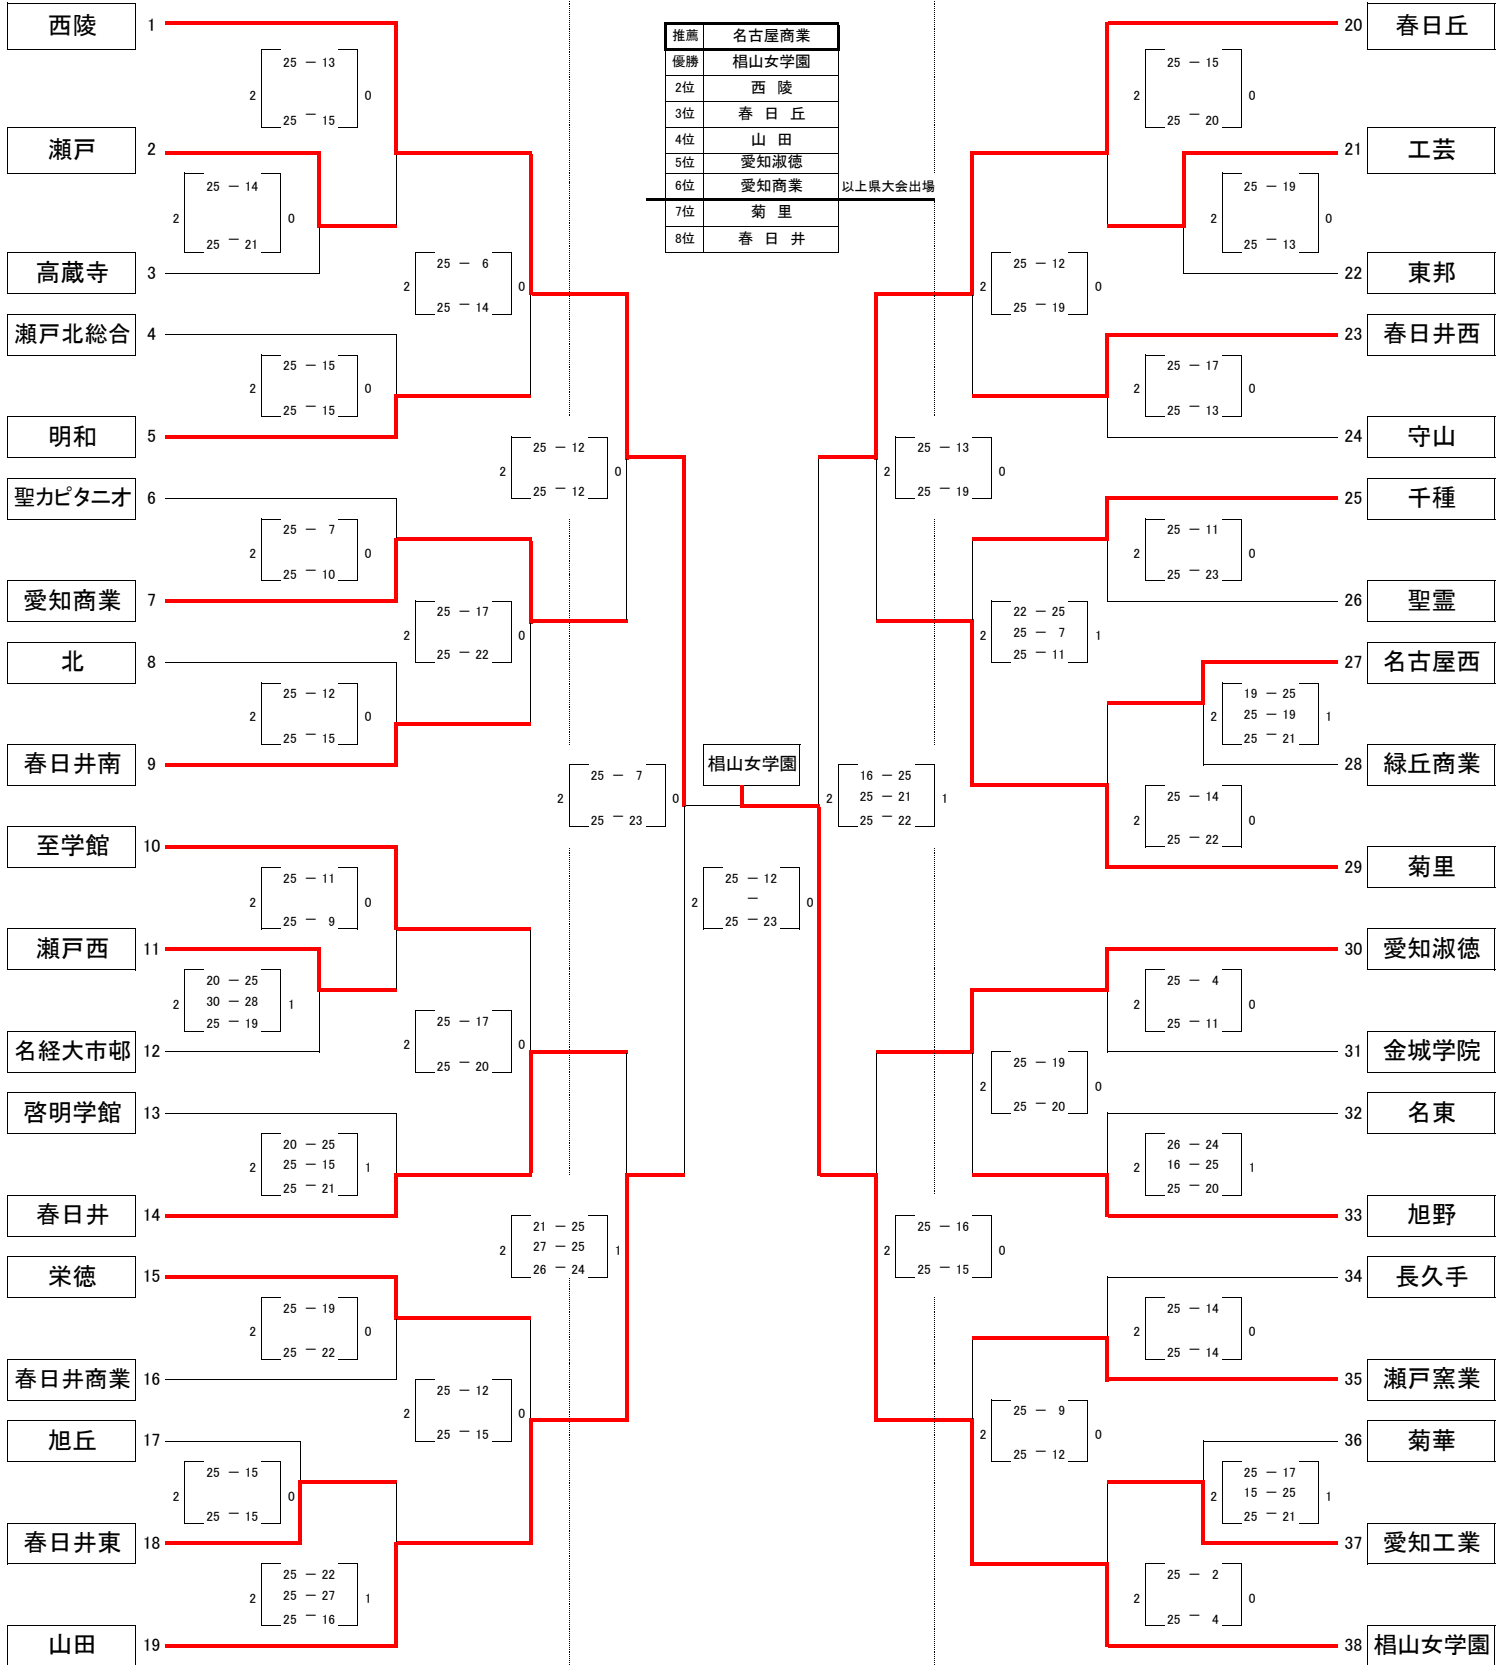 推薦 名古屋商業
優勝 椙山女学園
2位 西 陵
3位 春 日 丘
4位 山 田
5位 愛知淑徳
6位 愛知商業 以上県大会出場
7位 菊 里
8位 春 日 井
西陵 1
25 － 13
2 0
25 － 15
瀬戸 2
25 － 14
2 0
25 － 21
高蔵寺 3
25 － 6
2 0
25 － 14
瀬戸北総合 4
25 － 15
2 0
25 － 15
明和 5
25 － 12
2 0
25 － 12
聖カピタニオ 6
25 － 7
2 0
25 － 10
愛知商業 7
25 － 17
2 0
25 － 22
北 8
25 － 12
2 0
25 － 15
春日井南 9
25 － 7
2 0
25 － 23
至学館 10
25 － 11
2 0
25 － 9
瀬戸西 11
20 － 25
2 30 － 28 1
25 － 19
名経大市邨 12
25 － 17
2 0
25 － 20
啓明学館 13
20 － 25
2 25 － 15 1
25 － 21
春日井 14
21 － 25
2 27 － 25 1
26 － 24
栄徳 15
25 － 19
2 0
25 － 22
春日井商業 16
25 － 12
2 0
25 － 15
旭丘 17
25 － 15
2 0
25 － 15
春日井東 18
25 － 22
2 25 － 27 1
25 － 16
山田 19
椙山女学園
25 － 12
2 － 0
25 － 23
20 春日丘
25 － 15
2 0
25 － 20
21 工芸
25 － 19
2 0
25 － 13
22 東邦
25 － 12
2 0
25 － 19
23 春日井西
25 － 17
2 0
25 － 13
24 守山
25 － 13
2 0
25 － 19
25 千種
25 － 11
2 0
25 － 23
26 聖霊
22 － 25
2 25 － 7 1
25 － 11
27 名古屋西
19 － 25
2 25 － 19 1
25 － 21
28 緑丘商業
16 － 25
2 25 － 21 1
25 － 22
25 － 14
2 0
25 － 22
29 菊里
30 愛知淑徳
25 － 4
2 0
25 － 11
31 金城学院
25 － 19
2 0
25 － 20
32 名東
26 － 24
2 16 － 25 1
25 － 20
33 旭野
25 － 16
2 0
25 － 15
34 長久手
25 － 14
2 0
25 － 14
35 瀬戸窯業
25 － 9
2 0
25 － 12
36 菊華
25 － 17
2 15 － 25 1
25 － 21
37 愛知工業
25 － 2
2 0
25 － 4
38 椙山女学園